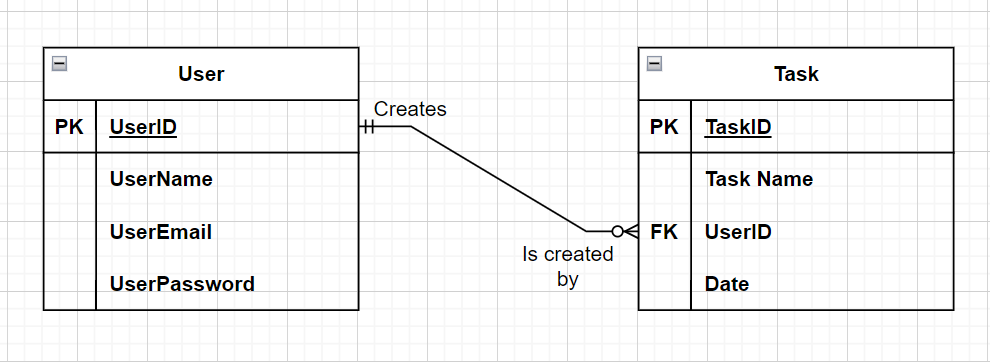 User
PK UserID
UserName
UserEmail
UserPassword
Creates
Is created
by
Task
PK TaskID
Task Name
FK UserID
Date